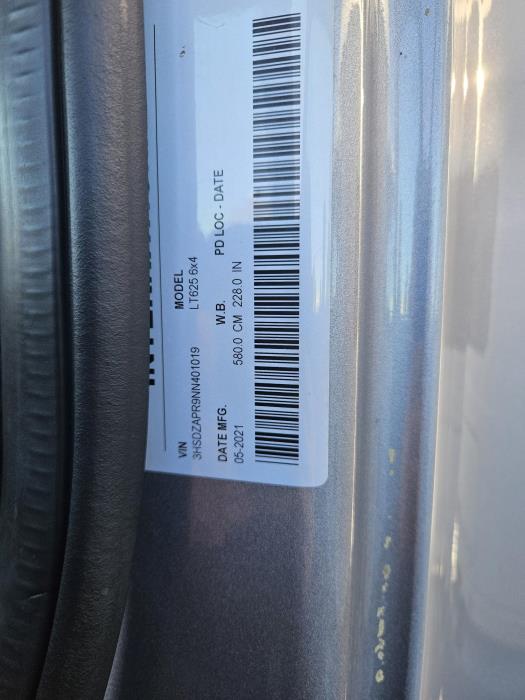 VIN MODEL
3HSDZAPR9NN401019 LT625 6x4
DATE MFG. W.B. PD LOC - DATE
05-2021 580.0 CM 228.0 IN